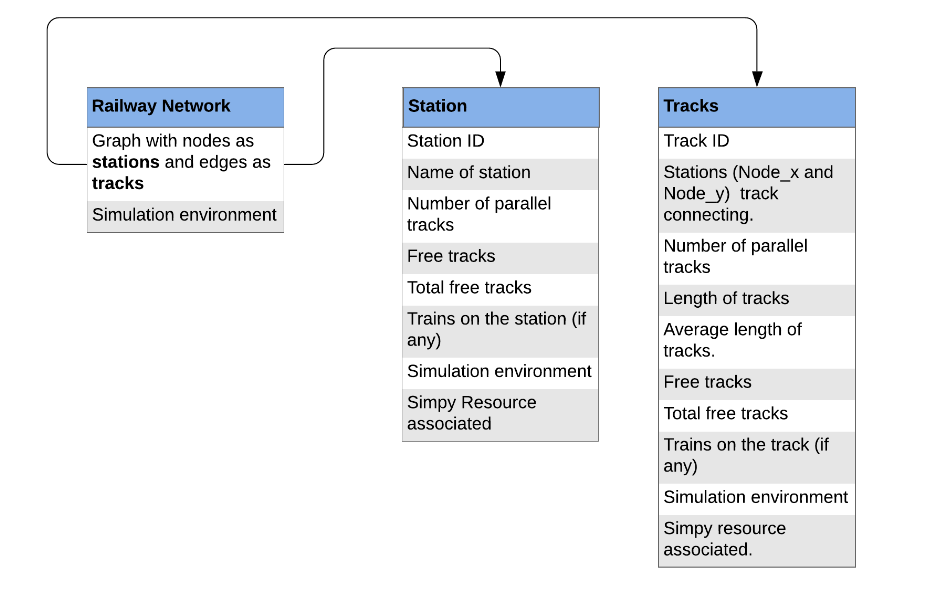 Railway Network
Graph with nodes as
stations and edges as
tracks
Simulation environment
Station
Station ID
Name of station
Number of parallel
tracks
Free tracks
Total free tracks
Trains on the station (if
any)
Simulation environment
Simpy Resource
associated
Tracks
Track ID
Stations (Node_x and
Node_y)  track
connecting.
Number of parallel
tracks
Length of tracks
Average length of
tracks.
Free tracks
Total free tracks
Trains on the track (if
any)
Simulation environment
Simpy resource
associated.